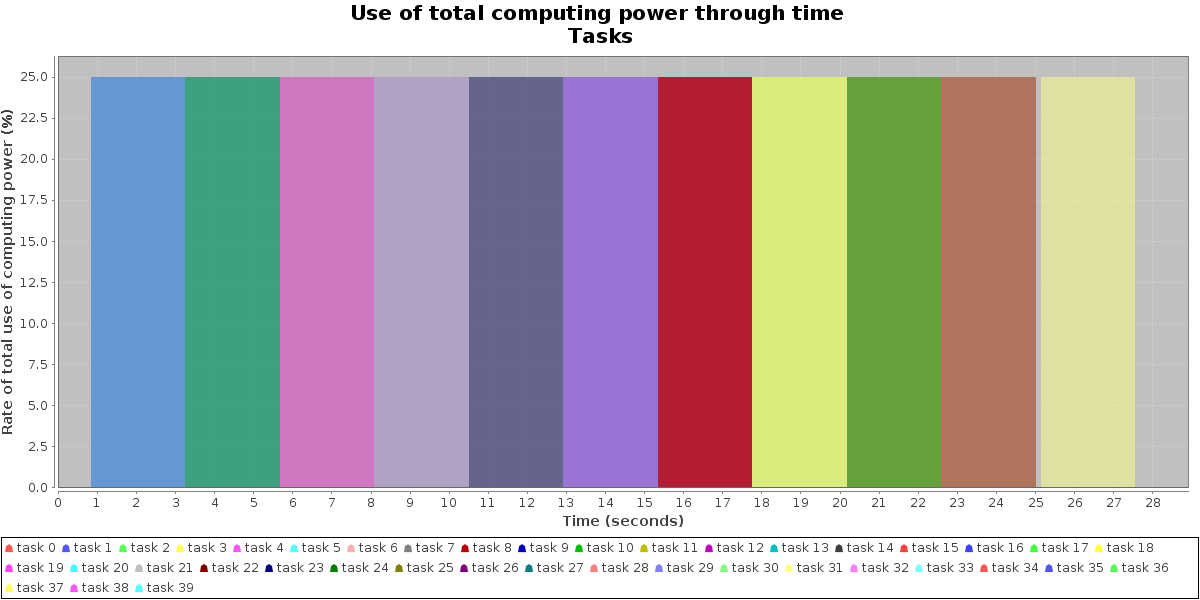 Use of total computing power through time
Tasks
Rate of total use of computing power (%)
25.0
22.5
20.0
17.5
15.0
12.5
10.0
7.5
5.0
2.5
0.0
0 1 2 3 4 5 6 7 8 9 10 11 12 13 14 15 16 17 18 19 20 21 22 23 24 25 26 27 28
Time (seconds)
task 0 task 1 task 2 task 3 task 4 task 5 task 6 task 7 task 8 task 9 task 10 task 11 task 12 task 13 task 14 task 15 task 16 task 17 task 18
task 19 task 20 task 21 task 22 task 23 task 24 task 25 task 26 task 27 task 28 task 29 task 30 task 31 task 32 task 33 task 34 task 35 task 36
task 37 task 38 task 39